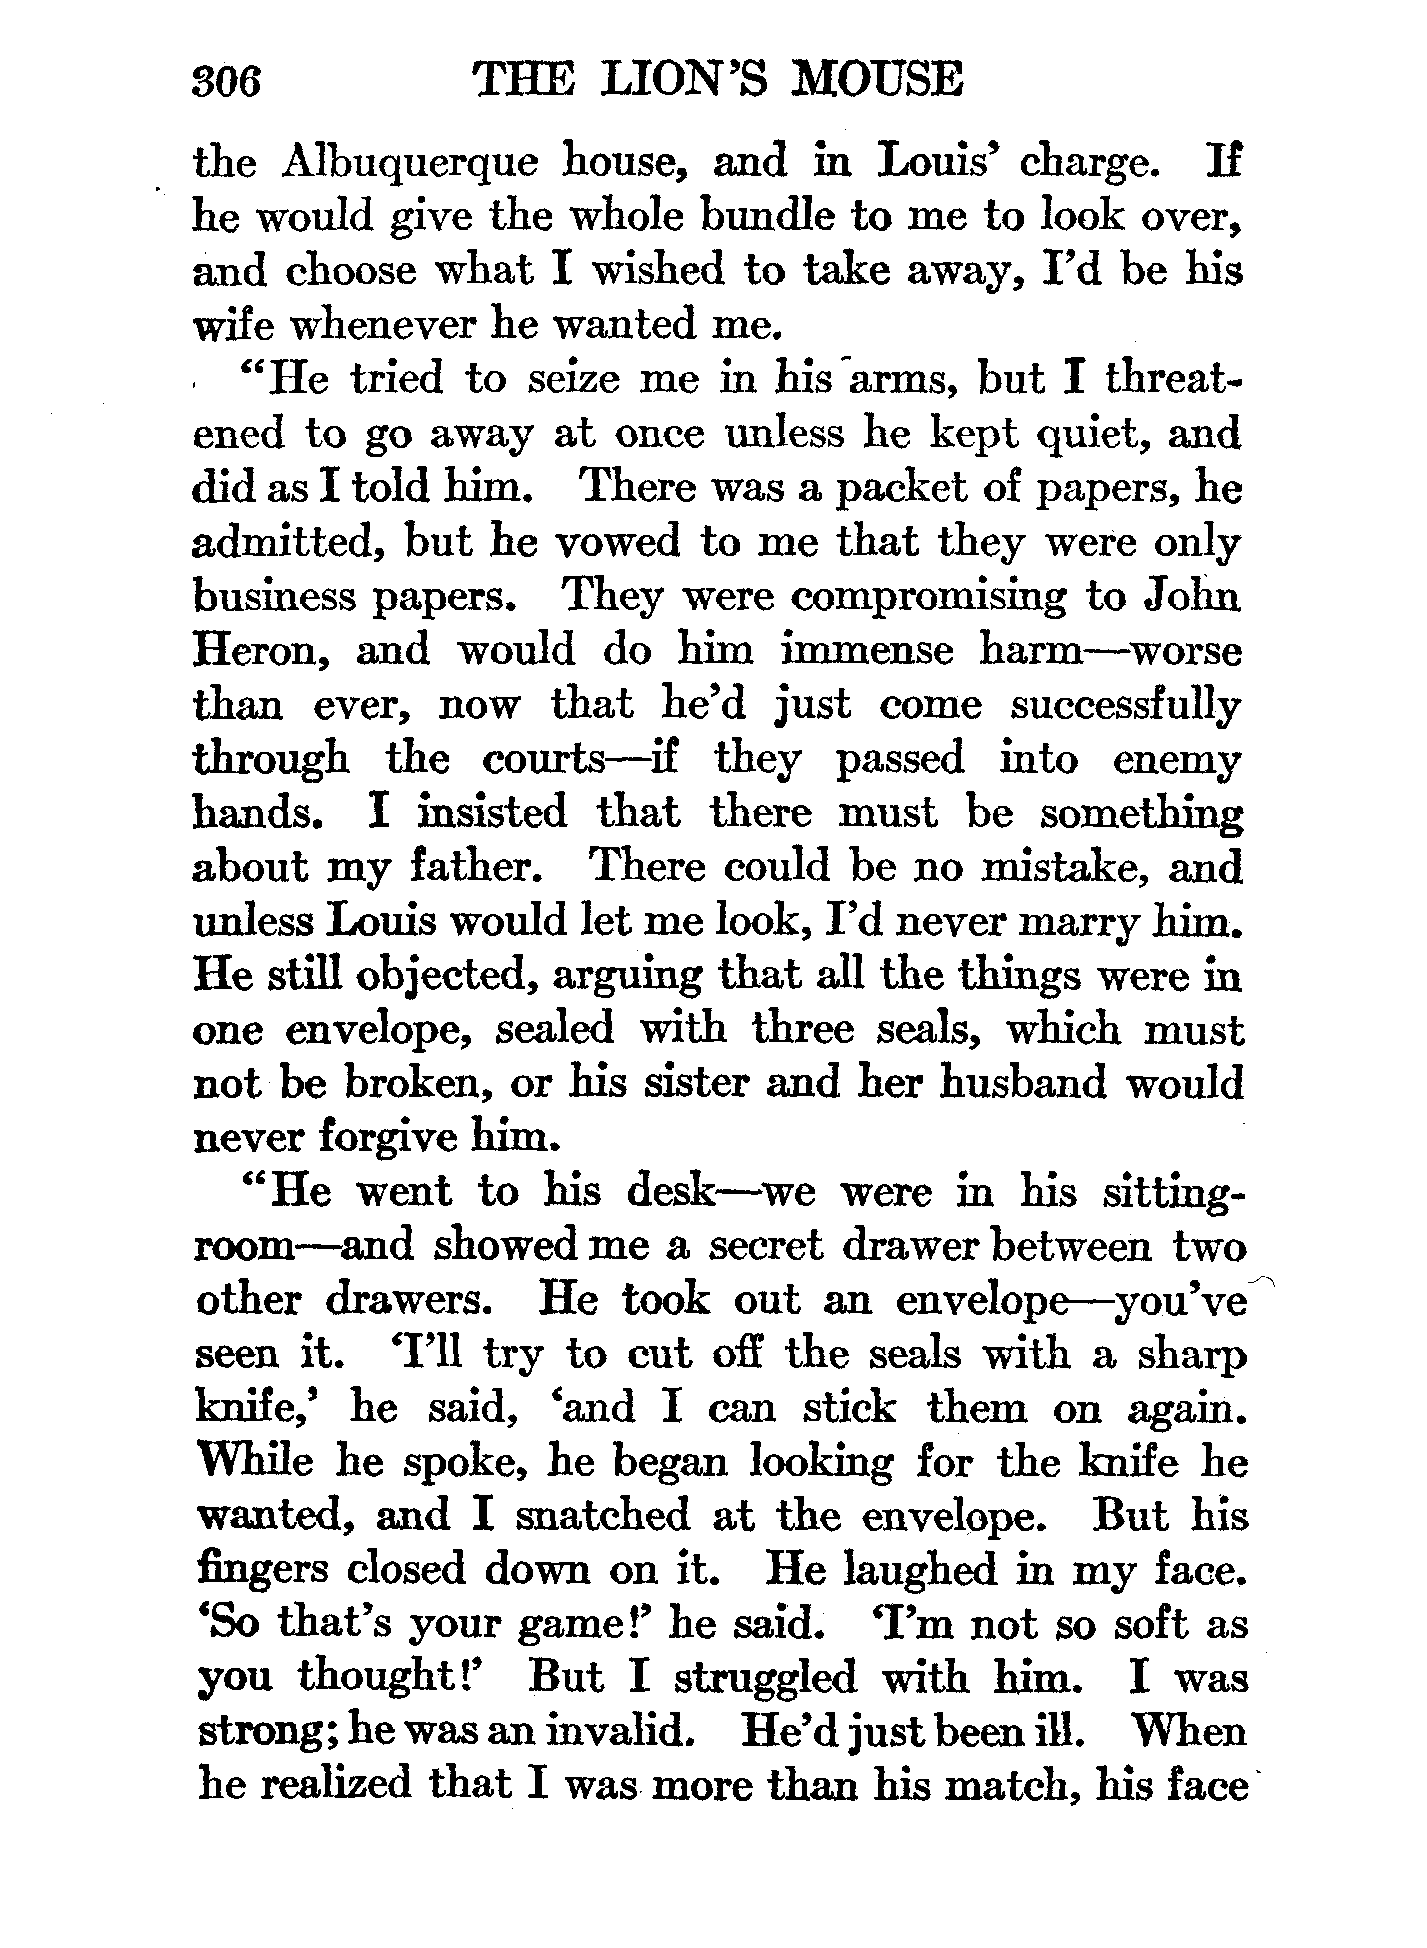 306 THE LION'S MOUSE
the Albuquerque house, and in Louis' charge. If
he would give the whole bundle to me to look over,
and choose what I wished to take away, I'd be his
wife whenever he wanted me.
"He tried to seize me in his arms, but I threat-
ened to go away at once unless he kept quiet, and
did as I told him. There was a packet of papers, he
admitted, but he vowed to me that they were only
business papers. They were compromising to John
Heron, and would do him immense harm—worse
than ever, now that he'd just come successfully
through the courts—if they passed into enemy
hands. I insisted that there must be something
about my father. There could be no mistake, and
unless Louis would let me look, I'd never marry him.
He still objected, arguing that all the things were in
one envelope, sealed with three seals, which must
not be broken, or his sister and her husband would
never forgive him.
"He went to his desk—we were in his sitting-
room—and showed me a secret drawer between two
other drawers. He took out an envelope—you've
seen it. 'I'll try to cut off the seals with a sharp
knife,' he said, 'and I can stick them on again.
While he spoke, he began looking for the knife he
wanted, and I snatched at the envelope. But his
fingers closed down on it. He laughed in my face.
'So that's your game!' he said. 'I'm not so soft as
you thought!' But I struggled with him. I was
strong; he was an invalid. He'd just been ill. When
he realized that I was more than his match, his face